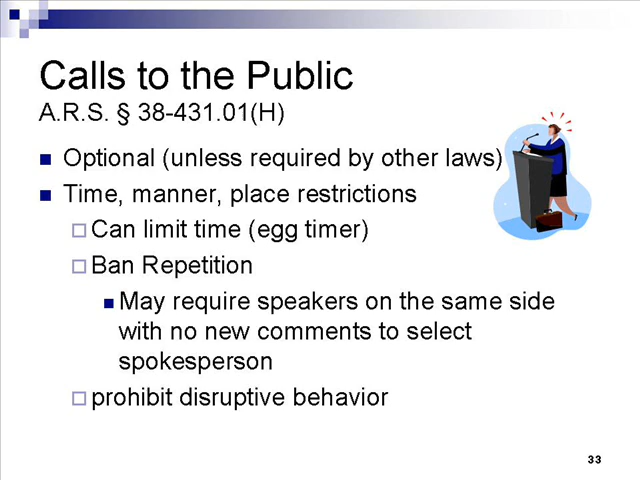 Calls to the Public
A.R.S. § 38-431.01(H)
Optional (unless required by other laws)
Time, manner, place restrictions
Can limit time (egg timer)
Ban Repetition
May require speakers on the same side
with no new comments to select
spokesperson
prohibit disruptive behavior
33